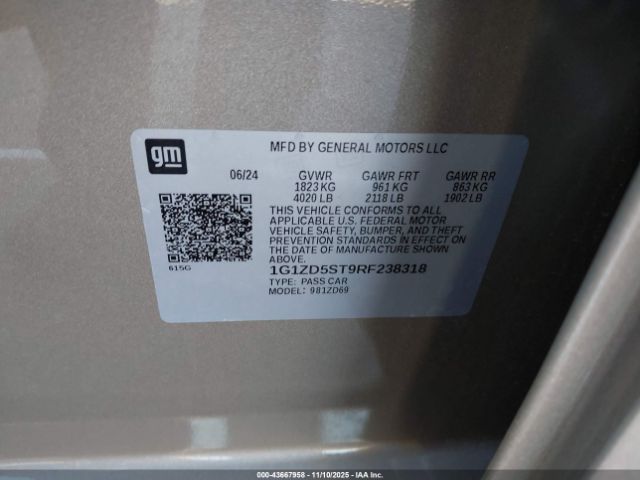 gm
MFD BY GENERAL MOTORS LLC
06/24 GVWR GAWR FRT GAWR RR
1823 KG 961 KG 863 KG
4020 LB 2118 LB 1902 LB
THIS VEHICLE CONFORMS TO ALL
APPLICABLE U.S. FEDERAL MOTOR
VEHICLE SAFETY, BUMPER, AND THEFT
PREVENTION STANDARDS IN EFFECT ON
THE DATE OF MANUFACTURE SHOWN
ABOVE.
615G
1G1ZD5ST9RF238318
TYPE: PASS CAR
MODEL: 981ZD69
000-43667958 - 11/10/2025 - IAAI.COM